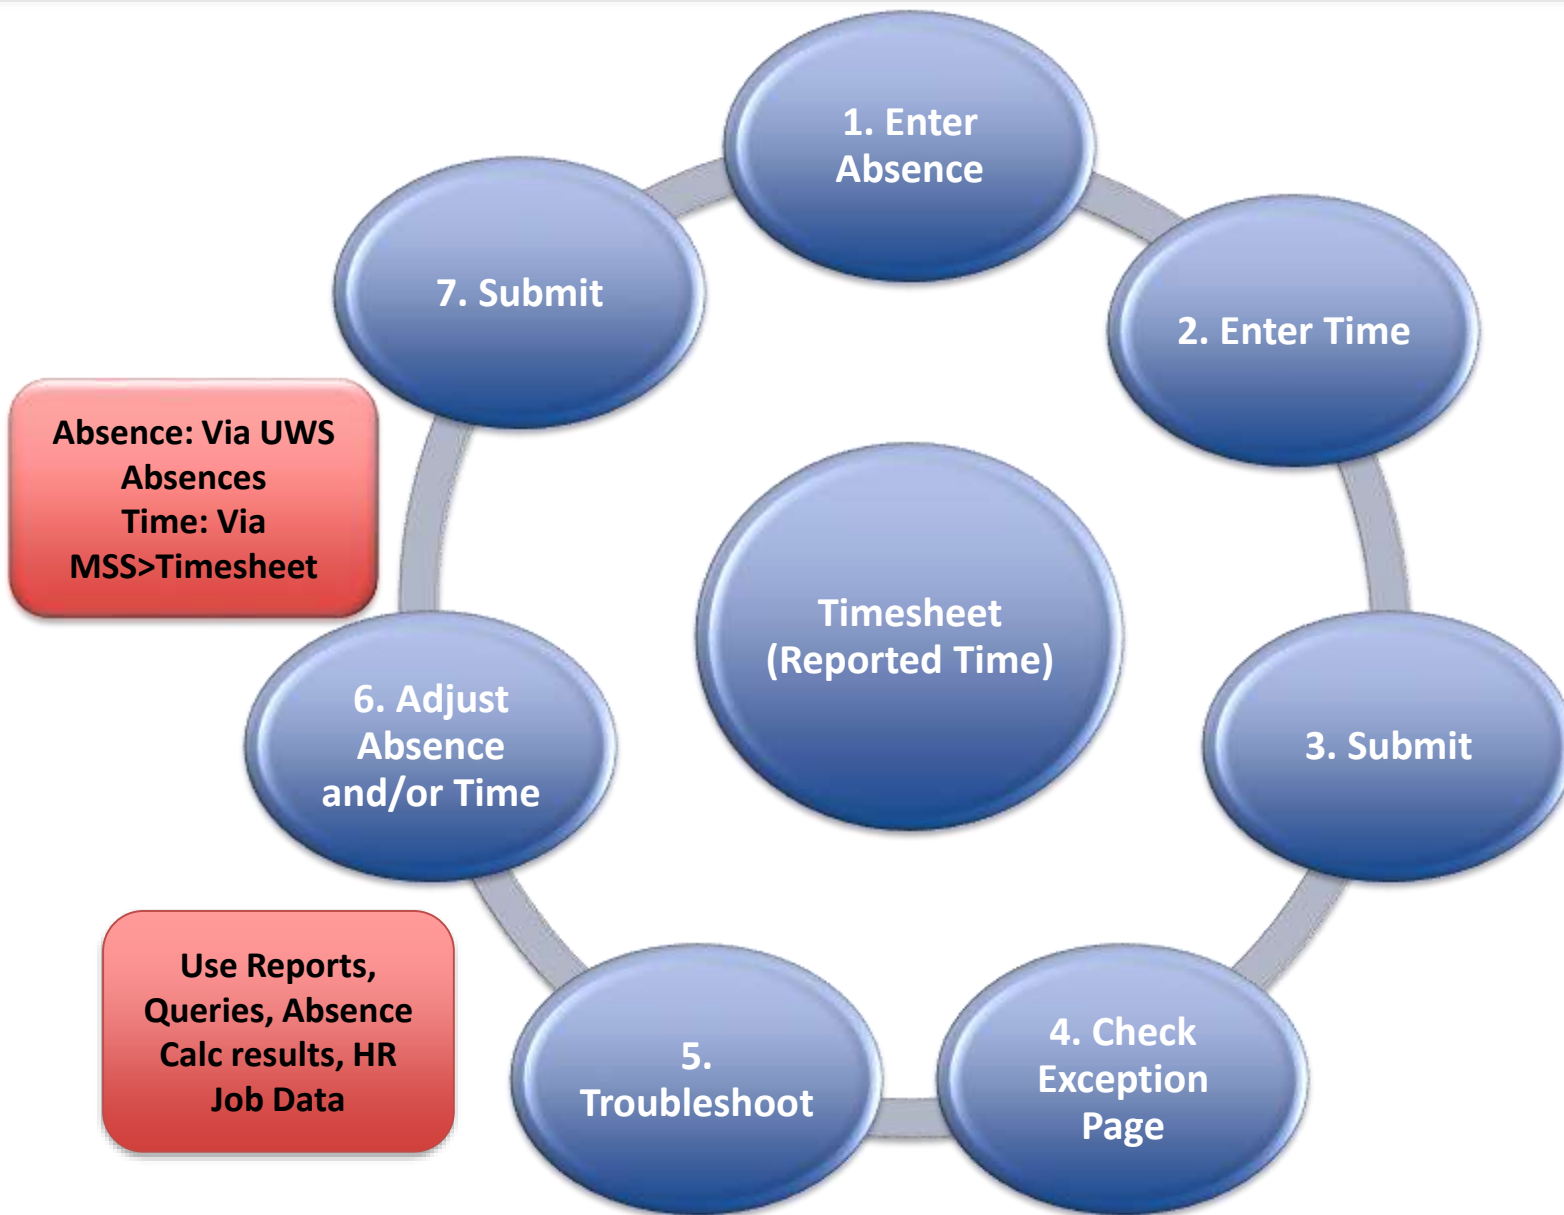 1. Enter
Absence
2. Enter Time
3. Submit
4. Check
Exception
Page
5.
Troubleshoot
6. Adjust
Absence
and/or Time
7. Submit
Timesheet
(Reported Time)
Absence: Via UWS
Absences
Time: Via
MSS>Timesheet
Use Reports,
Queries, Absence
Calc results, HR
Job Data